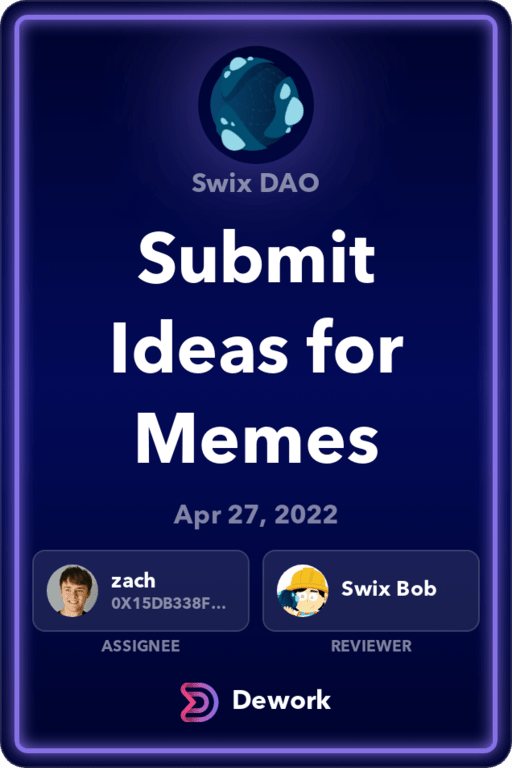 Swix DAO
Submit
Ideas for
Memes
Apr 27, 2022
zach
0X15DB338F...
ASSIGNEE
Swix Bob
REVIEWER
Dework